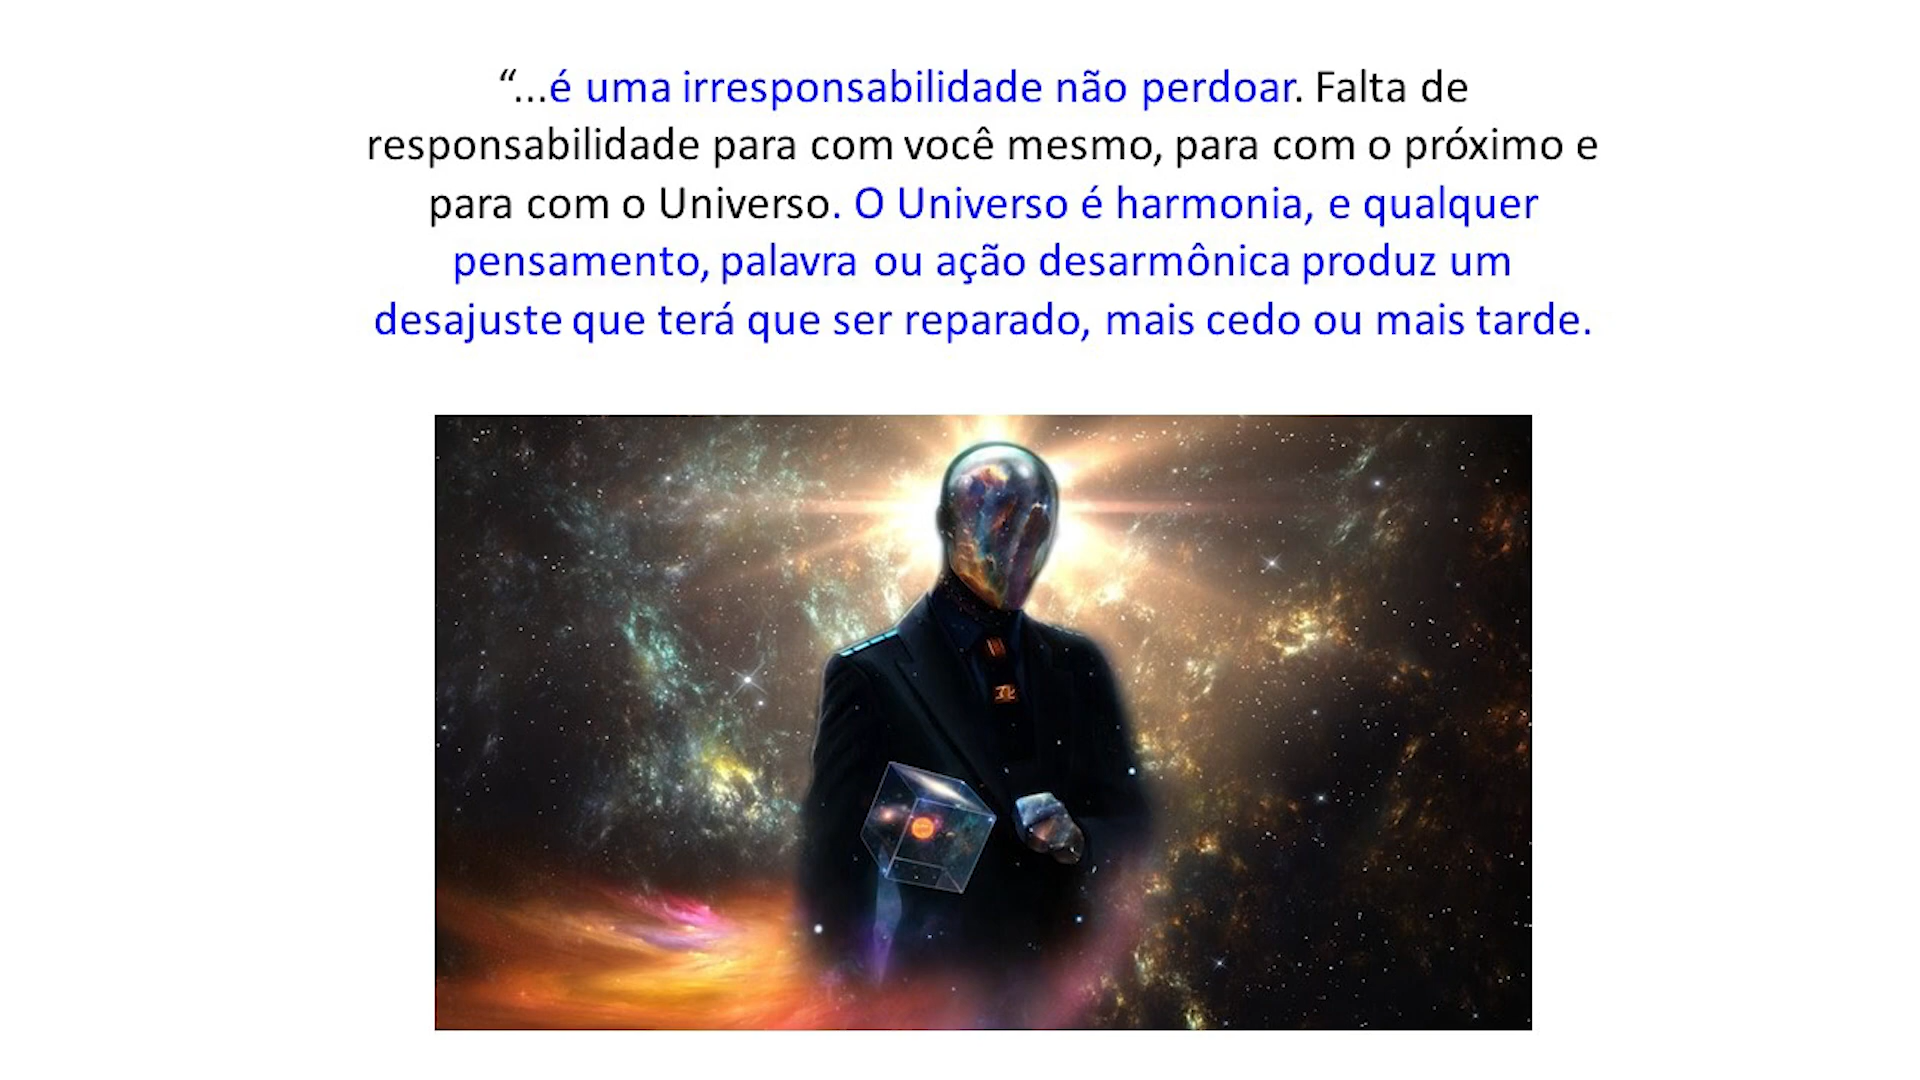 “...é uma irresponsabilidade não perdoar. Falta de
responsabilidade para com você mesmo, para com o próximo e
para com o Universo. O Universo é harmonia, e qualquer
pensamento, palavra ou ação desarmônica produz um
desajuste que terá que ser reparado, mais cedo ou mais tarde.